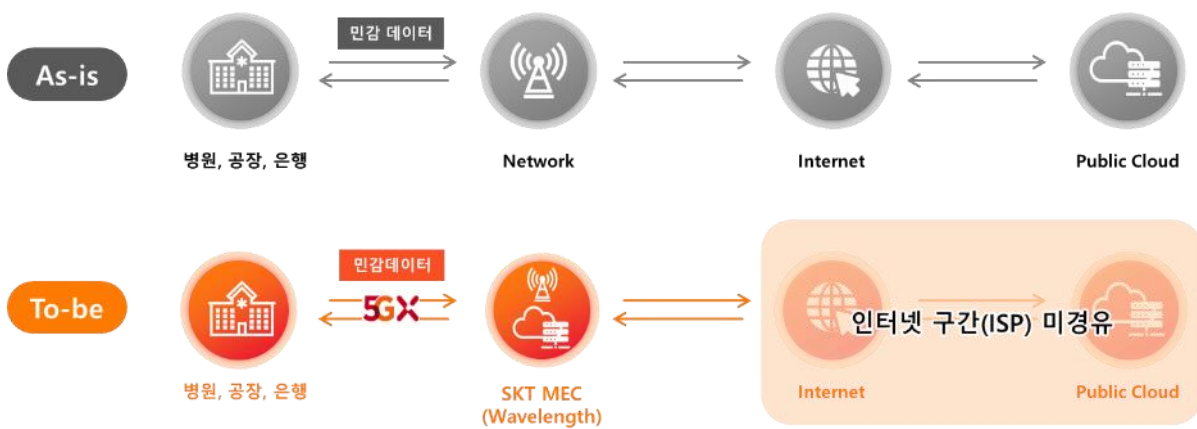 민감 데이터
As-is
병원, 공장, 은행
Network
Internet
Public Cloud
민감데이터
To-be
5GX
인터넷 구간(ISP) 미경유
병원, 공장, 은행
SKT MEC
(Wavelength)
Internet
Public Cloud